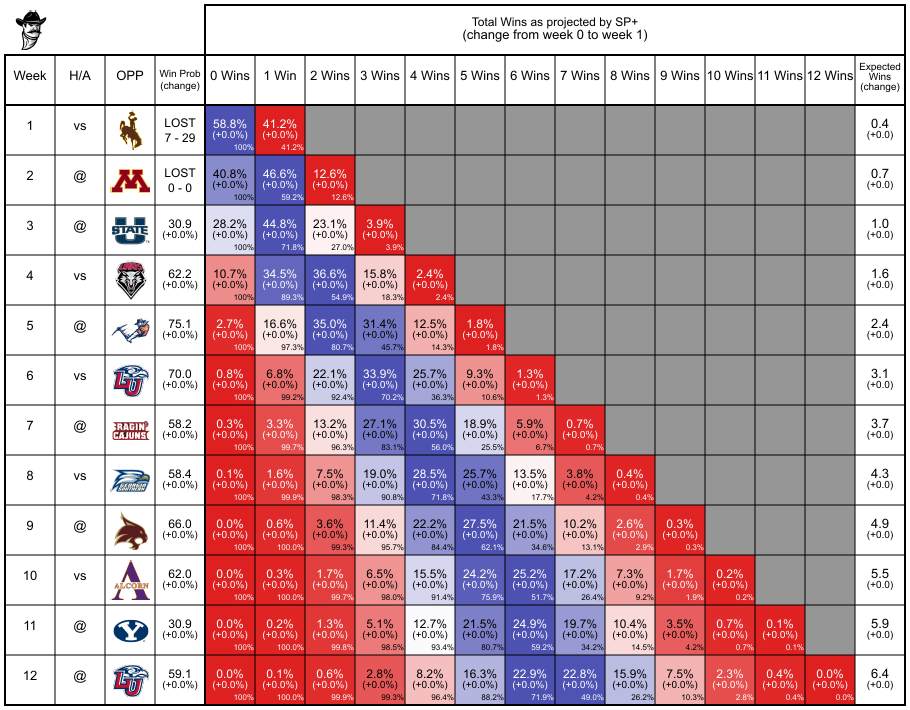 Total Wins as projected by SP+
(change from week 0 to week 1)
Week H/A OPP Win Prob (change) 0 Wins 1 Win 2 Wins 3 Wins 4 Wins 5 Wins 6 Wins 7 Wins 8 Wins 9 Wins 10 Wins 11 Wins 12 Wins Expected Wins (change)
1 vs LOST 58.8% 41.2% 0.4
7 - 29 (+0.0%) (+0.0%) (+0.0)
100% 41.2%
2 @ M LOST 40.8% 46.6% 12.6% 0.7
0 - 0 (+0.0%) (+0.0%) (+0.0%) (+0.0)
100% 59.2% 12.6%
3 @ U STATE 30.9 28.2% 44.8% 23.1% 3.9% 1.0
(+0.0%) (+0.0%) (+0.0%) (+0.0%) (+0.0%) (+0.0)
100% 71.8% 27.0% 3.9%
4 vs 62.2 10.7% 34.5% 36.6% 15.8% 2.4% 1.6
(+0.0%) (+0.0%) (+0.0%) (+0.0%) (+0.0%) (+0.0%) (+0.0)
100% 89.3% 54.9% 18.3% 2.4%
5 @ 75.1 2.7% 16.6% 35.0% 31.4% 12.5% 1.8% 2.4
(+0.0%) (+0.0%) (+0.0%) (+0.0%) (+0.0%) (+0.0%) (+0.0%) (+0.0)
100% 97.3% 80.7% 45.7% 14.3% 1.8%
6 vs LU 70.0 0.8% 6.8% 22.1% 33.9% 25.7% 9.3% 1.3% 3.1
(+0.0%) (+0.0%) (+0.0%) (+0.0%) (+0.0%) (+0.0%) (+0.0%) (+0.0%) (+0.0)
100% 99.2% 92.4% 70.2% 36.3% 10.6% 1.3%
7 @ RAGIN' CAJUNS 58.2 0.3% 3.3% 13.2% 27.1% 30.5% 18.9% 5.9% 0.7% 3.7
(+0.0%) (+0.0%) (+0.0%) (+0.0%) (+0.0%) (+0.0%) (+0.0%) (+0.0%) (+0.0%) (+0.0)
100% 99.7% 96.3% 83.1% 56.0% 25.5% 6.7% 0.7%
8 vs GEORGIA SOUTHERN 58.4 0.1% 1.6% 7.5% 19.0% 28.5% 25.7% 13.5% 3.8% 0.4% 4.3
(+0.0%) (+0.0%) (+0.0%) (+0.0%) (+0.0%) (+0.0%) (+0.0%) (+0.0%) (+0.0%) (+0.0%) (+0.0)
100% 99.9% 98.3% 90.8% 71.8% 43.3% 17.7% 4.2% 0.4%
9 @ 66.0 0.0% 0.6% 3.6% 11.4% 22.2% 27.5% 21.5% 10.2% 2.6% 0.3% 4.9
(+0.0%) (+0.0%) (+0.0%) (+0.0%) (+0.0%) (+0.0%) (+0.0%) (+0.0%) (+0.0%) (+0.0%) (+0.0%) (+0.0)
100% 100.0% 99.3% 95.7% 84.4% 62.1% 34.6% 13.1% 2.9% 0.3%
10 vs A ALCORN 62.0 0.0% 0.3% 1.7% 6.5% 15.5% 24.2% 25.2% 17.2% 7.3% 1.7% 0.2% 5.5
(+0.0%) (+0.0%) (+0.0%) (+0.0%) (+0.0%) (+0.0%) (+0.0%) (+0.0%) (+0.0%) (+0.0%) (+0.0%) (+0.0%) (+0.0)
100% 100.0% 99.7% 98.0% 91.4% 75.9% 51.7% 26.4% 9.2% 1.9% 0.2%
11 @ Y 30.9 0.0% 0.2% 1.3% 5.1% 12.7% 21.5% 24.9% 19.7% 10.4% 3.5% 0.7% 0.1% 5.9
(+0.0%) (+0.0%) (+0.0%) (+0.0%) (+0.0%) (+0.0%) (+0.0%) (+0.0%) (+0.0%) (+0.0%) (+0.0%) (+0.0%) (+0.0%) (+0.0)
100% 100.0% 99.8% 98.5% 93.4% 80.7% 59.2% 34.2% 14.5% 4.2% 0.7% 0.1%
12 @ LU 59.1 0.0% 0.1% 0.6% 2.8% 8.2% 16.3% 22.9% 22.8% 15.9% 7.5% 2.3% 0.4% 0.0% 6.4
(+0.0%) (+0.0%) (+0.0%) (+0.0%) (+0.0%) (+0.0%) (+0.0%) (+0.0%) (+0.0%) (+0.0%) (+0.0%) (+0.0%) (+0.0%) (+0.0%) (+0.0)
100% 100.0% 100.0% 99.3% 96.4% 88.2% 71.9% 49.0% 26.2% 10.3% 2.8% 0.4% 0.0%